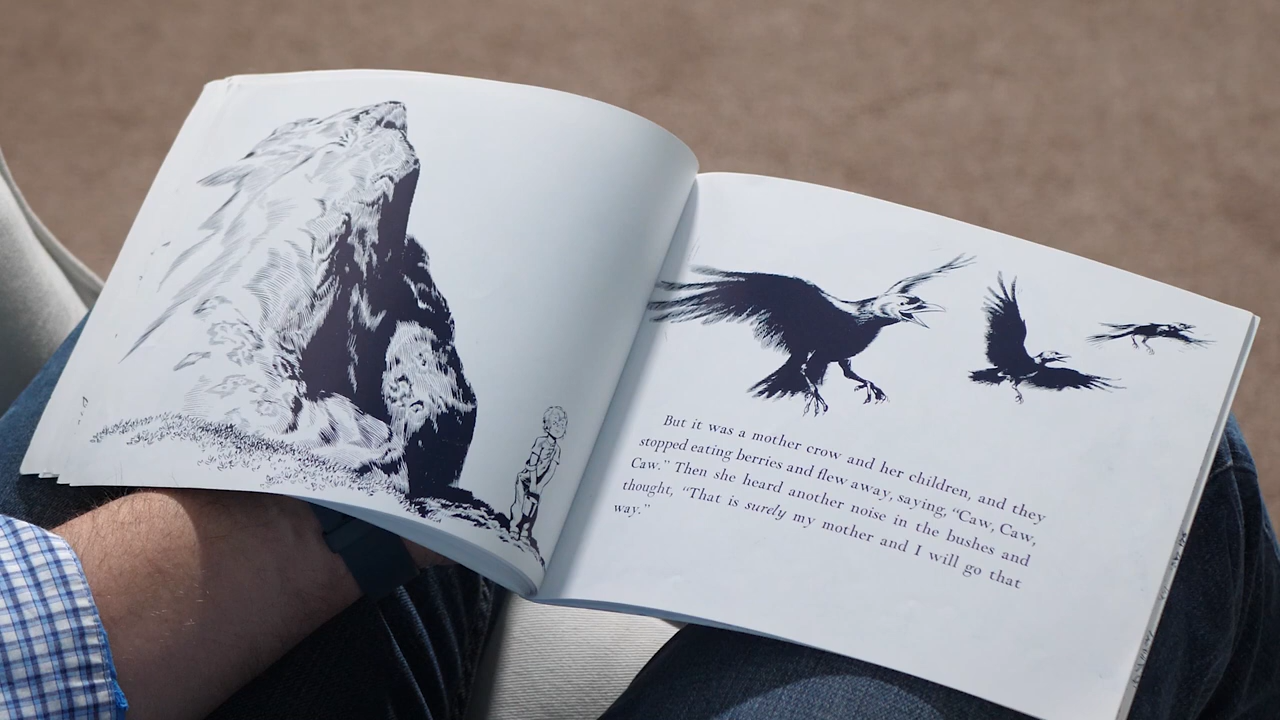 But it was a mother crow and her children, and they
stopped eating berries and flew away, saying, “Caw, Caw,
Caw.” Then she heard another noise in the bushes and
thought, “That is surely my mother and I will go that
way.”